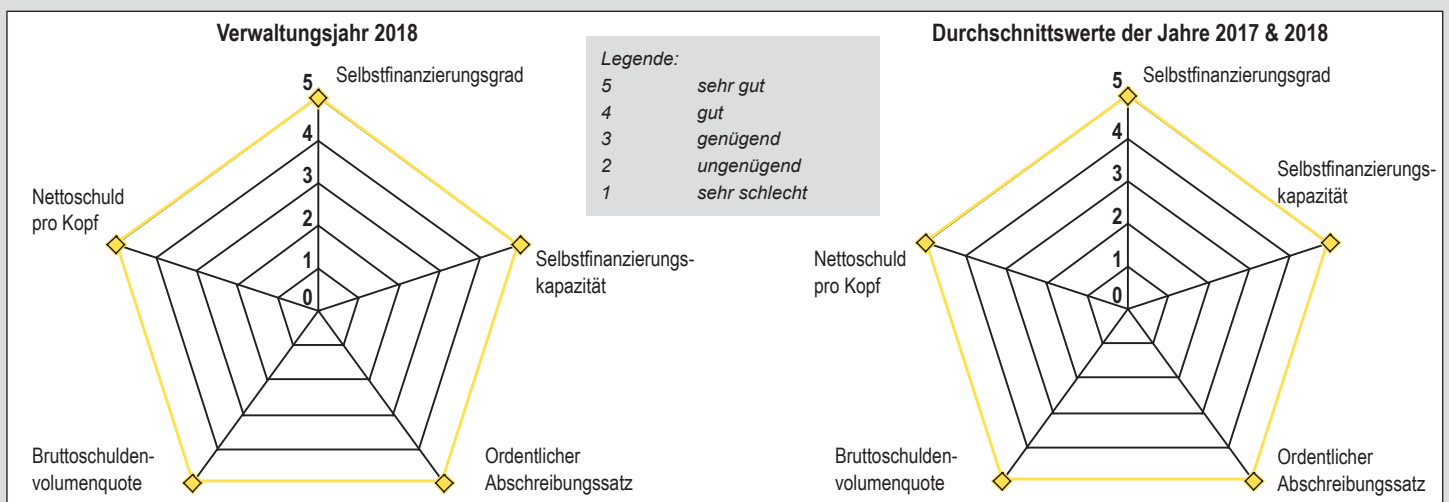 Verwaltungsjahr 2018
5 Selbstfinanzierungsgrad
4
3
2
1
0
Nettoschuld
pro Kopf
Selbstfinanzierungs-
kapazität
Bruttoschulden-
volumenquote
Ordentlicher
Abschreibungssatz
Legende:
5 sehr gut
4 gut
3 genügend
2 ungenügend
1 sehr schlecht
Durchschnittswerte der Jahre 2017 & 2018
5 Selbstfinanzierungsgrad
4
3
2
1
0
Selbstfinanzierungs-
kapazität
Nettoschuld
pro Kopf
Bruttoschulden-
volumenquote
Ordentlicher
Abschreibungssatz